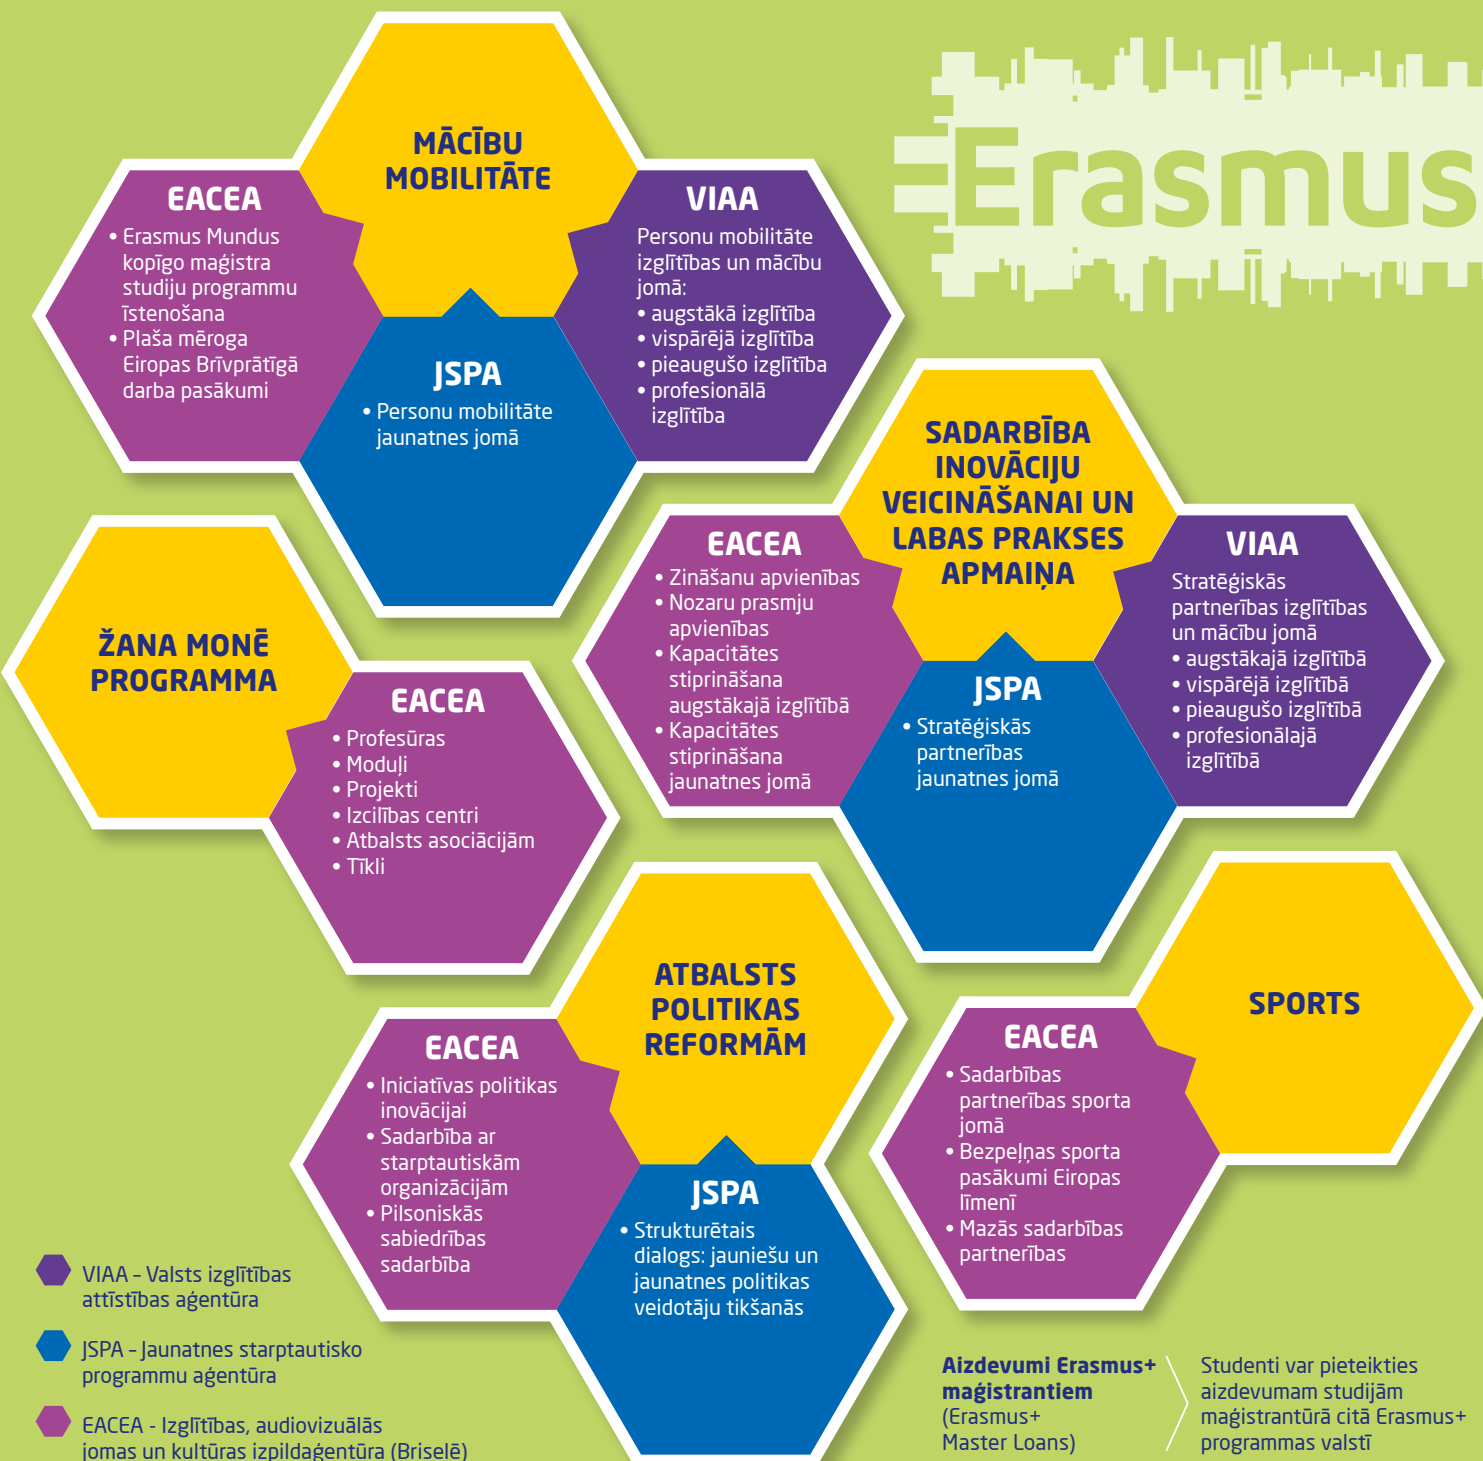 Erasmus
MĀCĪBU
MOBILITĀTE
EACEA
• Erasmus Mundus
kopīgo maģistra
studiju programmu
īstenošana
• Plaša mēroga
Eiropas Brīvprātīgā
darba pasākumi
JSPA
• Personu mobilitāte
jaunatnes jomā
VIAA
Personu mobilitāte
izglītības un mācību
jomā:
• augstākā izglītība
• vispārējā izglītība
• pieaugušo izglītība
• profesionālā
izglītība
SADARBĪBA
INOVĀCIJU
VEICINĀŠANAI UN
LABAS PRAKSES
APMAIŅA
EACEA
• Zināšanu apvienības
• Nozaru prasmju
apvienības
• Kapacitātes
stiprināšana
augstākajā izglītībā
• Kapacitātes
stiprināšana
jaunatnes jomā
JSPA
• Stratēģiskās
partnerības
jaunatnes jomā
VIAA
Stratēģiskās
partnerības izglītības
un mācību jomā
• augstākajā izglītībā
• vispārējā izglītībā
• pieaugušo izglītībā
• profesionālajā
izglītībā
ŽANA MONĒ
PROGRAMMA
EACEA
• Profesūras
• Moduļi
• Projekti
• Izcilības centri
• Atbalsts asociācijām
• Tīkli
ATBALSTS
POLITIKAS
REFORMĀM
EACEA
• Iniciatīvas politikas
inovācijai
• Sadarbība ar
starptautiskām
organizācijām
• Pilsoniskās
sabiedrības
sadarbība
JSPA
• Strukturētais
dialogs: jauniešu un
jaunatnes politikas
veidotāju tikšanās
SPORTS
EACEA
• Sadarbības
partnerības sporta
jomā
• Bezpeļņas sporta
pasākumi Eiropas
līmenī
• Mazās sadarbības
partnerības
VIAA – Valsts izglītības
attīstības aģentūra
JSPA – Jaunatnes starptautisko
programmu aģentūra
EACEA - Izglītības, audiovizuālās
jomas un kultūras izpildaģentūra (Briselē)
Aizdevumi Erasmus+
maģistrantiem
(Erasmus+
Master Loans)
Studenti var pieteikties
aizdevumam studijām
maģistrantūrā citā Erasmus+
programmas valstī